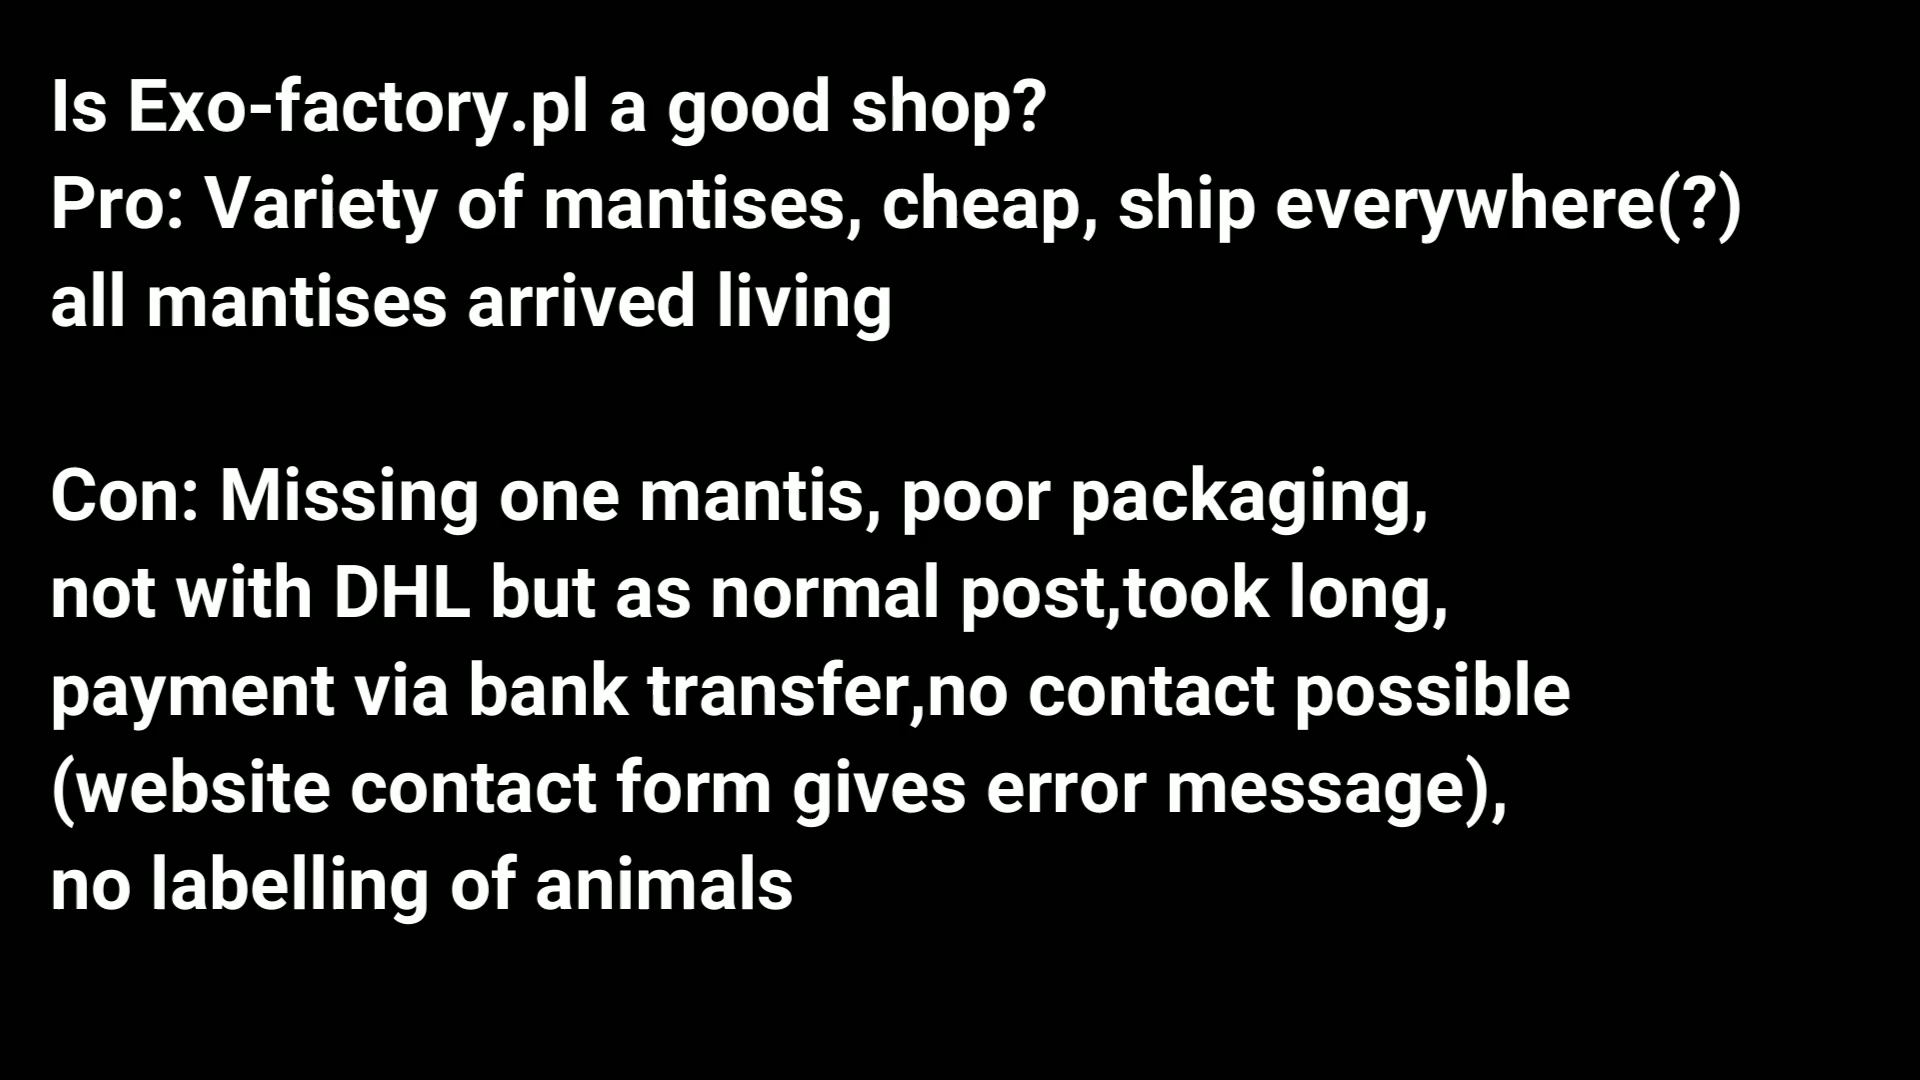 Is Exo-factory.pl a good shop?
Pro: Variety of mantises, cheap, ship everywhere(?)
all mantises arrived living
Con: Missing one mantis, poor packaging,
not with DHL but as normal post,took long,
payment via bank transfer,no contact possible
(website contact form gives error message),
no labelling of animals